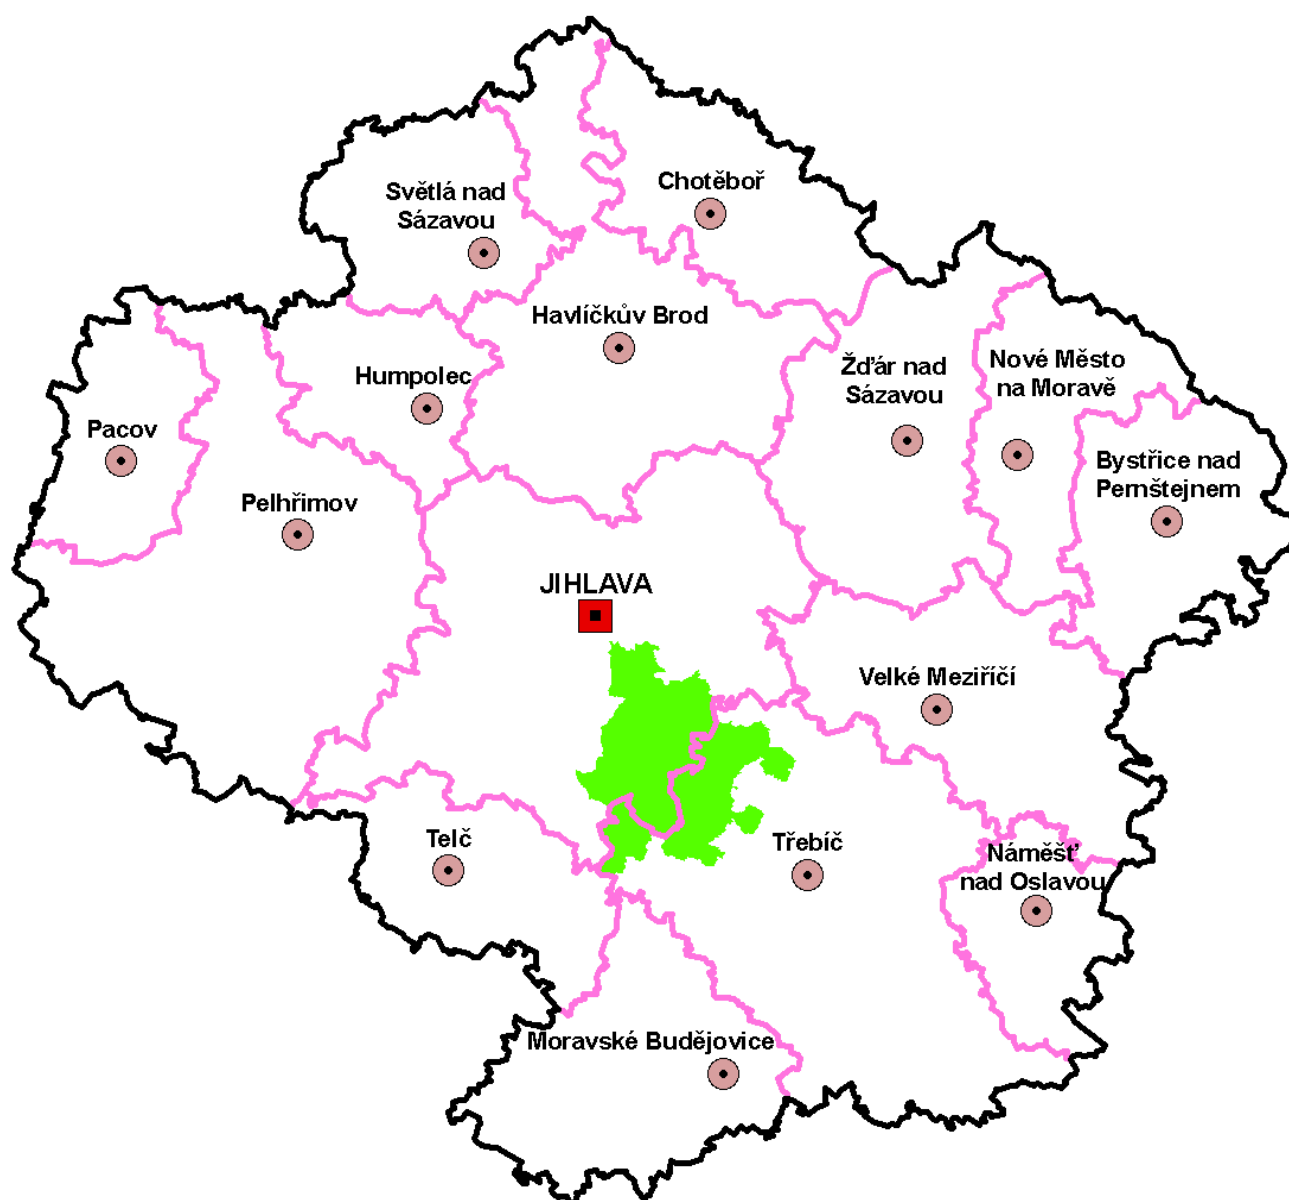 Chotěboř
Světlá nad
Sázavou
Havlíčkův Brod
Žďár nad
Sázavou
Nové Město
na Moravě
Humpolec
Pacov
Bystřice nad
Pernštejnem
Pelhřimov
JIHLAVA
Velké Meziříčí
Telč
Třebíč
Náměšť
nad Oslavou
Moravské Budějovice